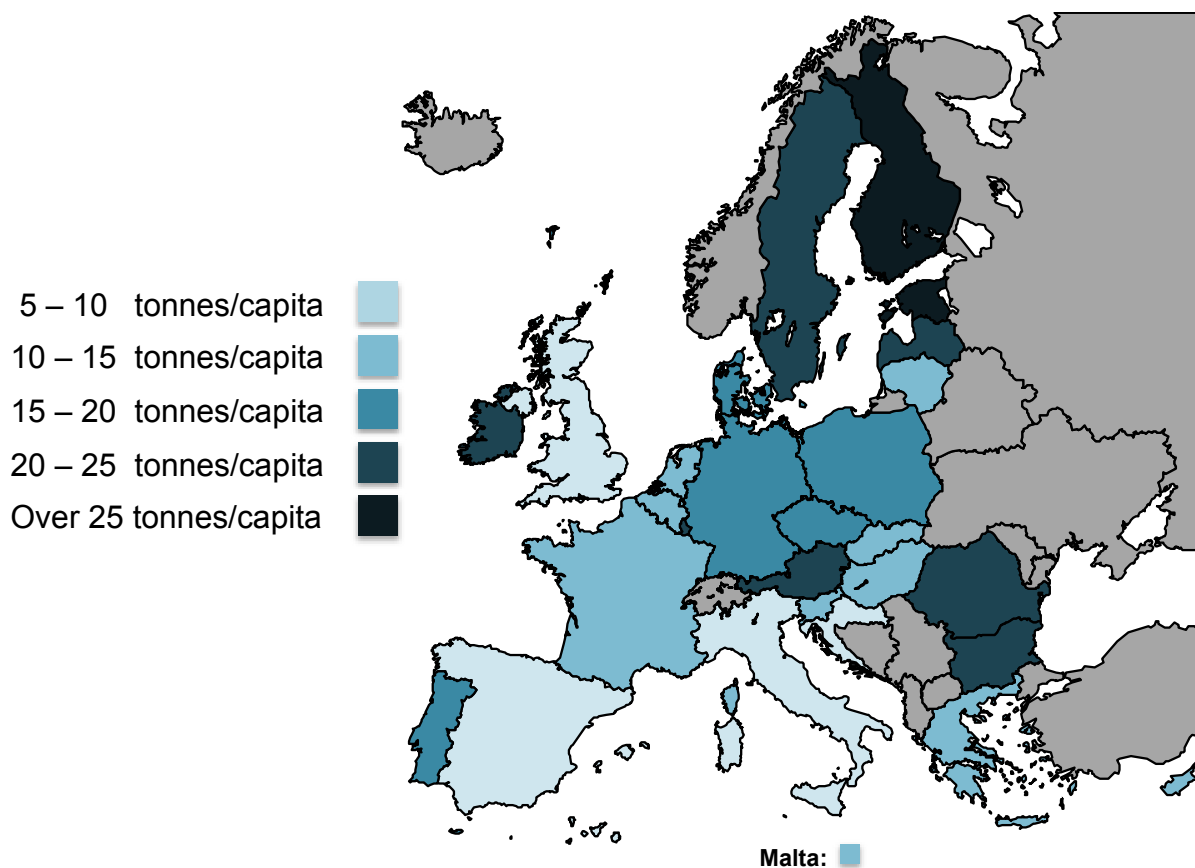 5 – 10 tonnes/capita
10 – 15 tonnes/capita
15 – 20 tonnes/capita
20 – 25 tonnes/capita
Over 25 tonnes/capita
Malta: